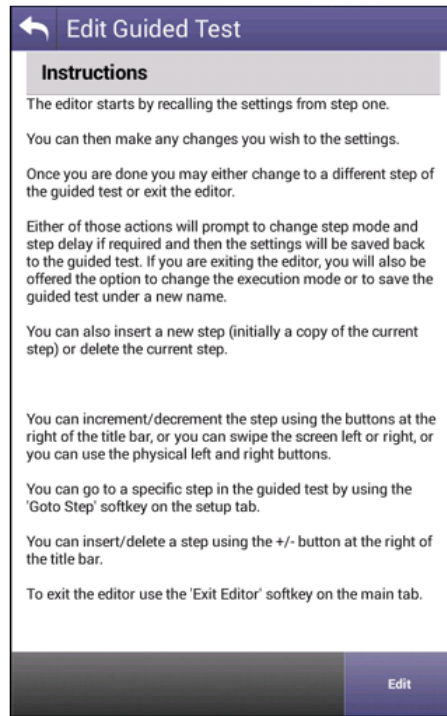 Edit Guided Test
Instructions
The editor starts by recalling the settings from step one.
You can then make any changes you wish to the settings.
Once you are done you may either change to a different step of
the guided test or exit the editor.
Either of those actions will prompt to change step mode and
step delay if required and then the settings will be saved back
to the guided test. If you are exiting the editor, you will also be
offered the option to change the execution mode or to save the
guided test under a new name.
You can also insert a new step (initially a copy of the current
step) or delete the current step.
You can increment/decrement the step using the buttons at the
right of the title bar, or you can swipe the screen left or right, or
you can use the physical left and right buttons.
You can go to a specific step in the guided test by using the
'Goto Step' softkey on the setup tab.
You can insert/delete a step using the +/- button at the right of
the title bar.
To exit the editor use the 'Exit Editor' softkey on the main tab.
Edit